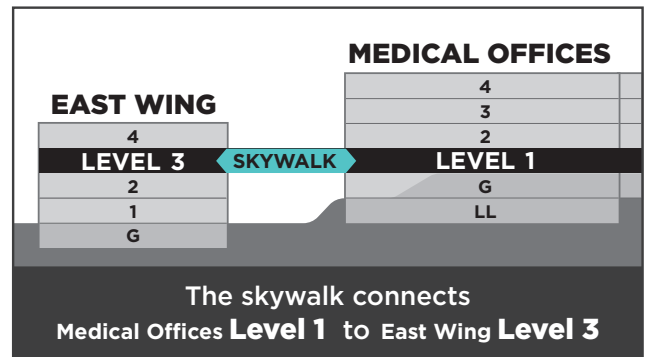 MEDICAL OFFICES
EAST WING
4
3
2
LEVEL 1
G
LL
4
LEVEL 3
2
1
G
SKYWALK
The skywalk connects
Medical Offices Level 1 to East Wing Level 3